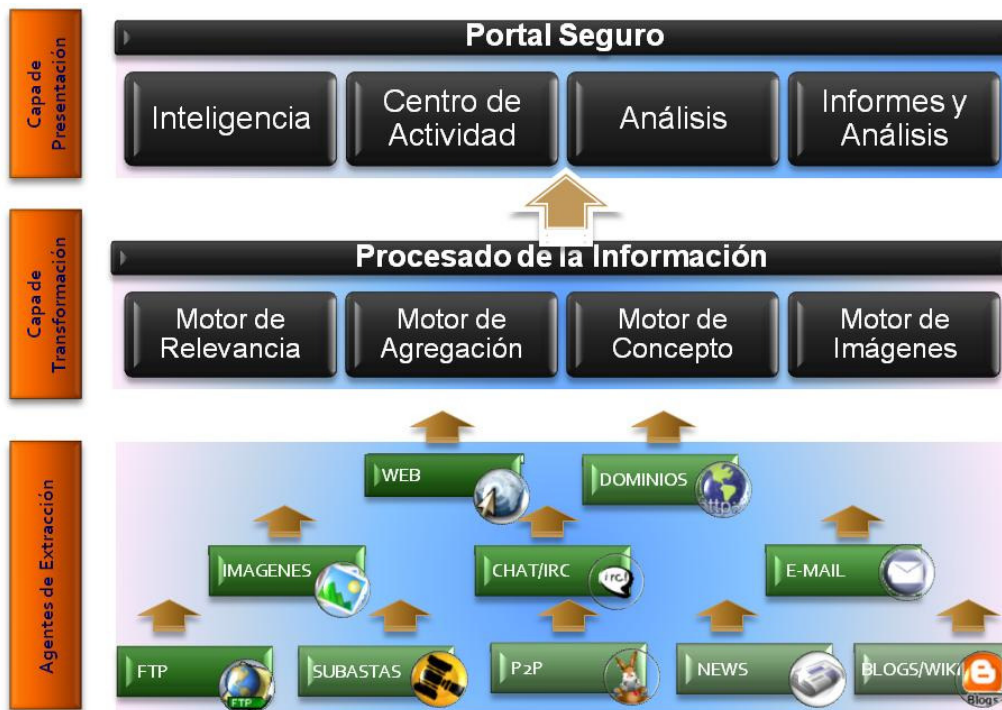 Capa de
Presentación
Portal Seguro
Inteligencia
Centro de
Actividad
Análisis
Informes y
Análisis
Capa de
Transformación
Procesado de la Información
Motor de
Relevancia
Motor de
Agregación
Motor de
Concepto
Motor de
Imágenes
Agentes de Extracción
WEB
DOMINIOS
http:
IMAGENES
CHAT/IRC
irc!
E-MAIL
FTP
FTP
SUBASTAS
P2P
NEWS
BLOGS/WIKI
Blogs